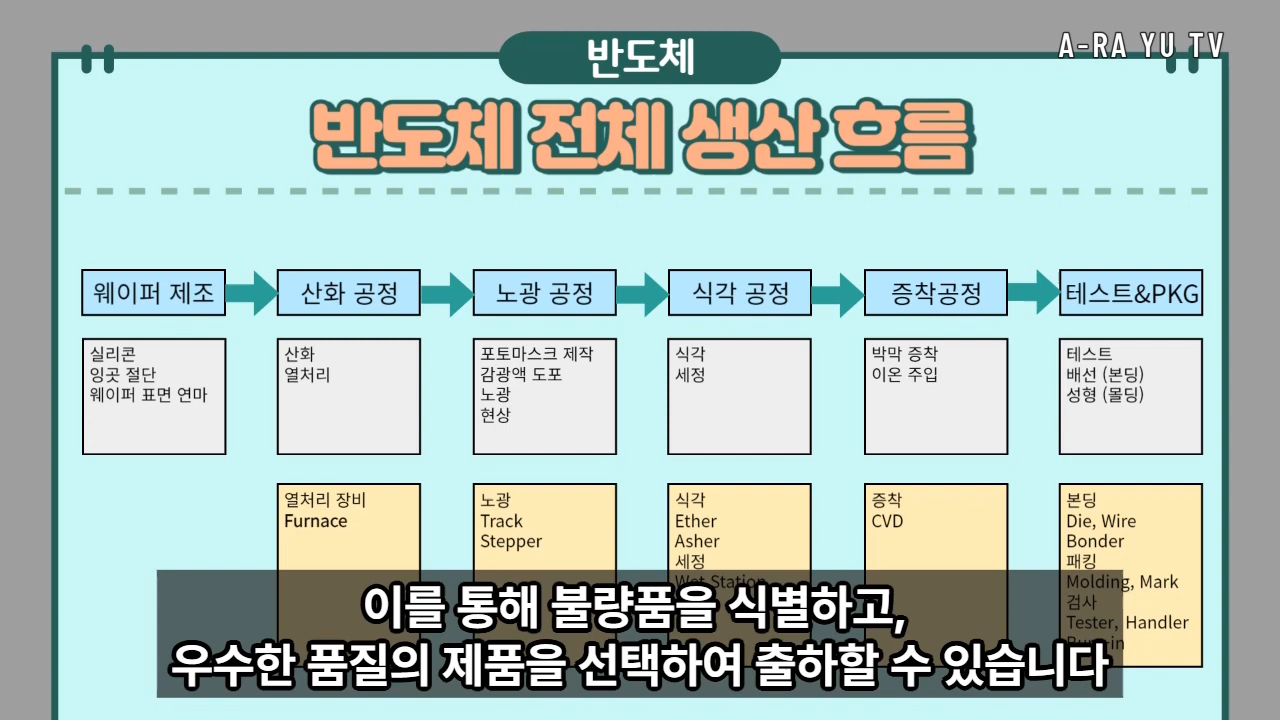 A-RA YU TV
반도체
반도체 전체 생산 흐름
웨이퍼 제조
산화 공정
노광 공정
식각 공정
증착공정
테스트&PKG
실리콘
잉곳 절단
웨이퍼 표면 연마
산화
열처리
포토마스크 제작
감광액 도포
노광
현상
식각
세정
박막 증착
이온 주입
테스트
배선 (본딩)
성형 (몰딩)
열처리 장비
Furnace
노광
Track
Stepper
식각
Ether
Asher
세정
Wet Station
증착
CVD
본딩
Die, Wire
Bonder
패킹
Molding, Mark
검사
Tester, Handler
이를 통해 불량품을 식별하고,
우수한 품질의 제품을 선택하여 출하할 수 있습니다